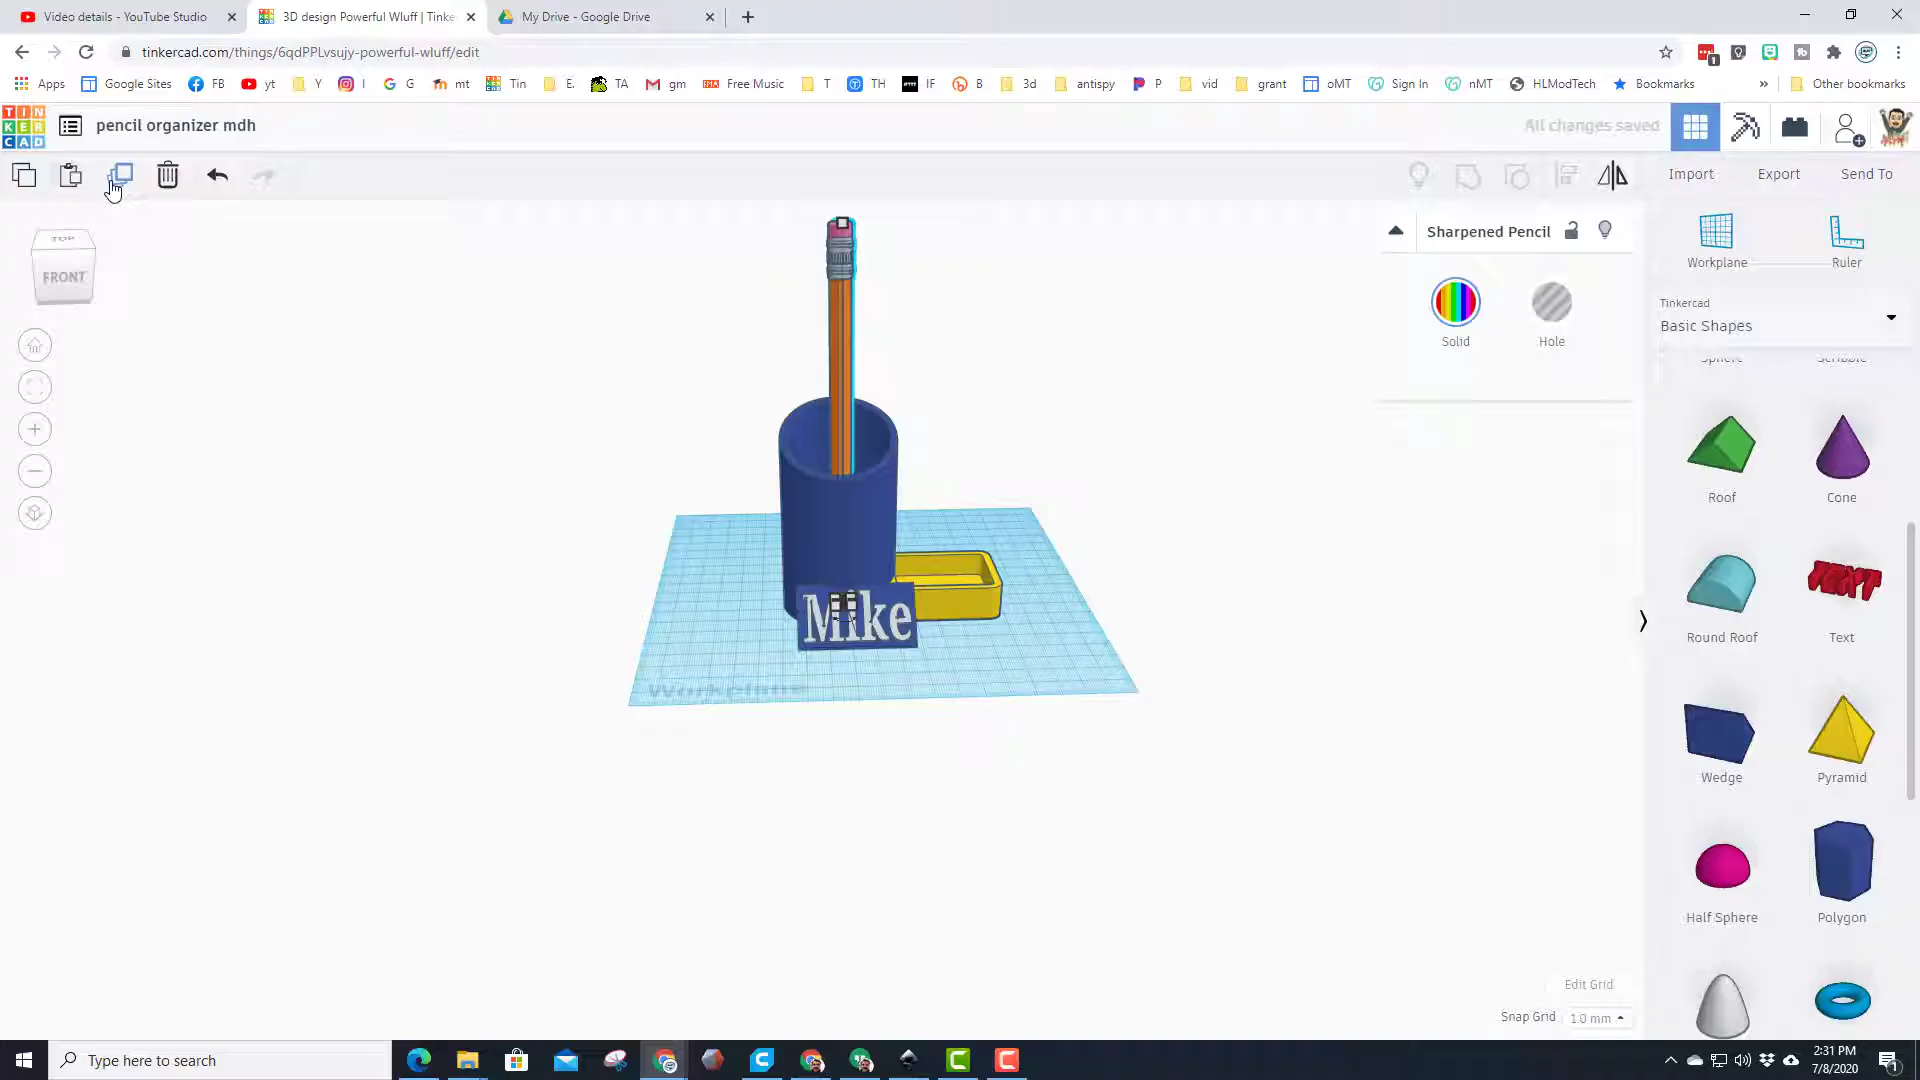 Video details - YouTube Studio
3D design Powerful Wluff | Tinke
My Drive - Google Drive
tinkercad.com/things/6qdPPLvsujy-powerful-wluff/edit
Apps
Google Sites
FB
yt
Y
I
G
mt
Tin
E.
TA
gm
Free Music
T
TH
IF
B
3d
antispy
P
vid
grant
oMT
Sign In
nMT
HLModTech
Bookmarks
»
Other bookmarks
TIN
KER
CAD
pencil organizer mdh
All changes saved
Import
Export
Send To
TOP
FRONT
Sharpened Pencil
Solid
Hole
Workplane
Ruler
Tinkercad
Basic Shapes
Sphere
Scribble
Roof
Cone
Round Roof
TEXT
Text
Wedge
Pyramid
Half Sphere
Polygon
Mike
Workplane
Edit Grid
Snap Grid
1.0 mm
Type here to search
2:31 PM
7/8/2020
1